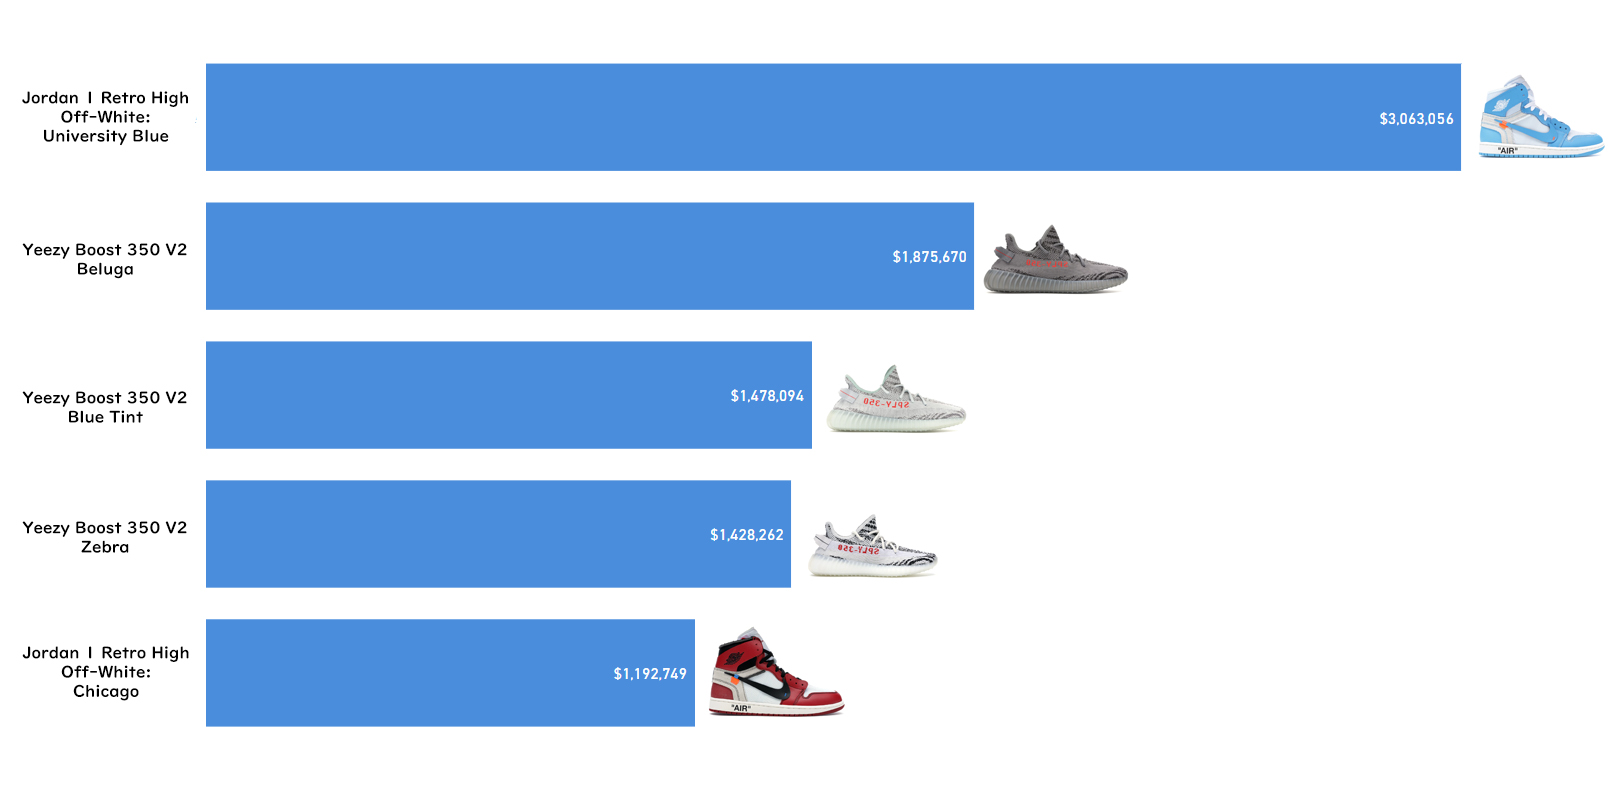 Jordan 1 Retro High
Off-White:
University Blue
$3,063,056
"AIR"
Yeezy Boost 350 V2
Beluga
$1,875,670
Yeezy Boost 350 V2
Blue Tint
$1,478,094
SPLY-350
Yeezy Boost 350 V2
Zebra
$1,428,262
SPLY-350
Jordan 1 Retro High
Off-White:
Chicago
$1,192,749
"AIR"